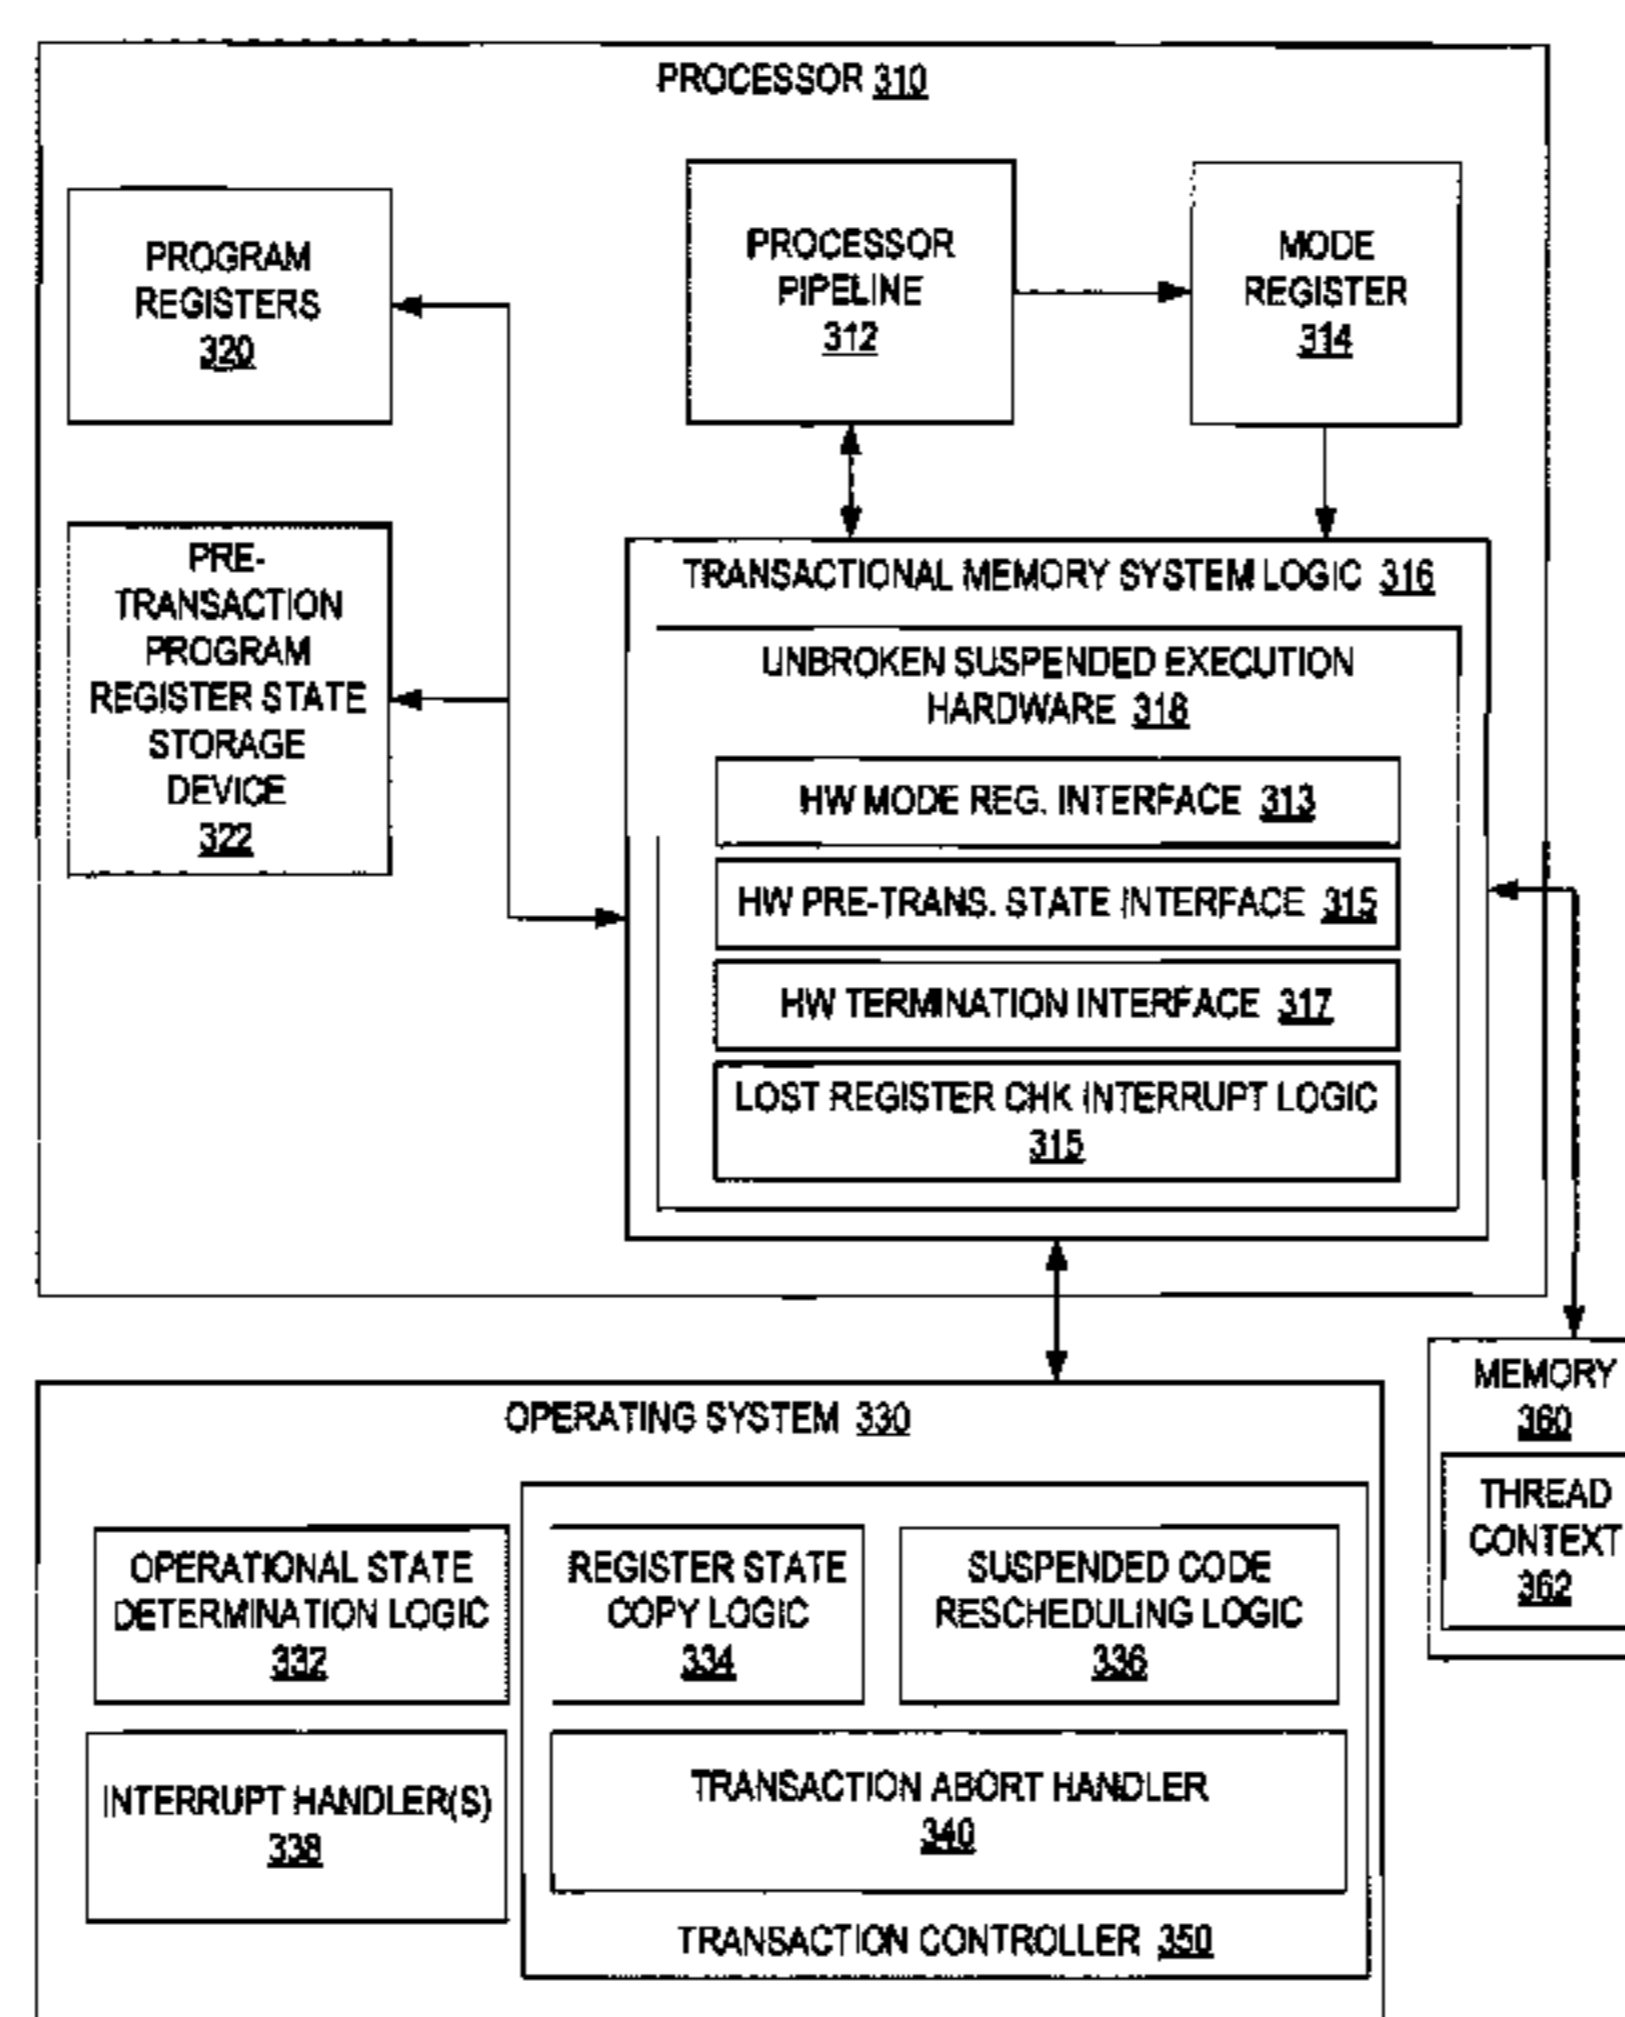 PROCESSOR 310
PROGRAM
REGISTERS
320
PROCESSOR
PIPELINE
312
MODE
REGISTER
314
PRE-
TRANSACTION
PROGRAM
REGISTER STATE
STORAGE
DEVICE
322
TRANSACTIONAL MEMORY SYSTEM LOGIC 316
UNBROKEN SUSPENDED EXECUTION
HARDWARE 318
HW MODE REG. INTERFACE 313
HW PRE-TRANS. STATE INTERFACE 315
HW TERMINATION INTERFACE 317
LOST REGISTER CHK INTERRUPT LOGIC
315
OPERATING SYSTEM 330
OPERATIONAL STATE
DETERMINATION LOGIC
332
REGISTER STATE
COPY LOGIC
334
SUSPENDED CODE
RESCHEDULING LOGIC
336
INTERRUPT HANDLER(S)
338
TRANSACTION ABORT HANDLER
340
TRANSACTION CONTROLLER 350
MEMORY
360
THREAD
CONTEXT
362